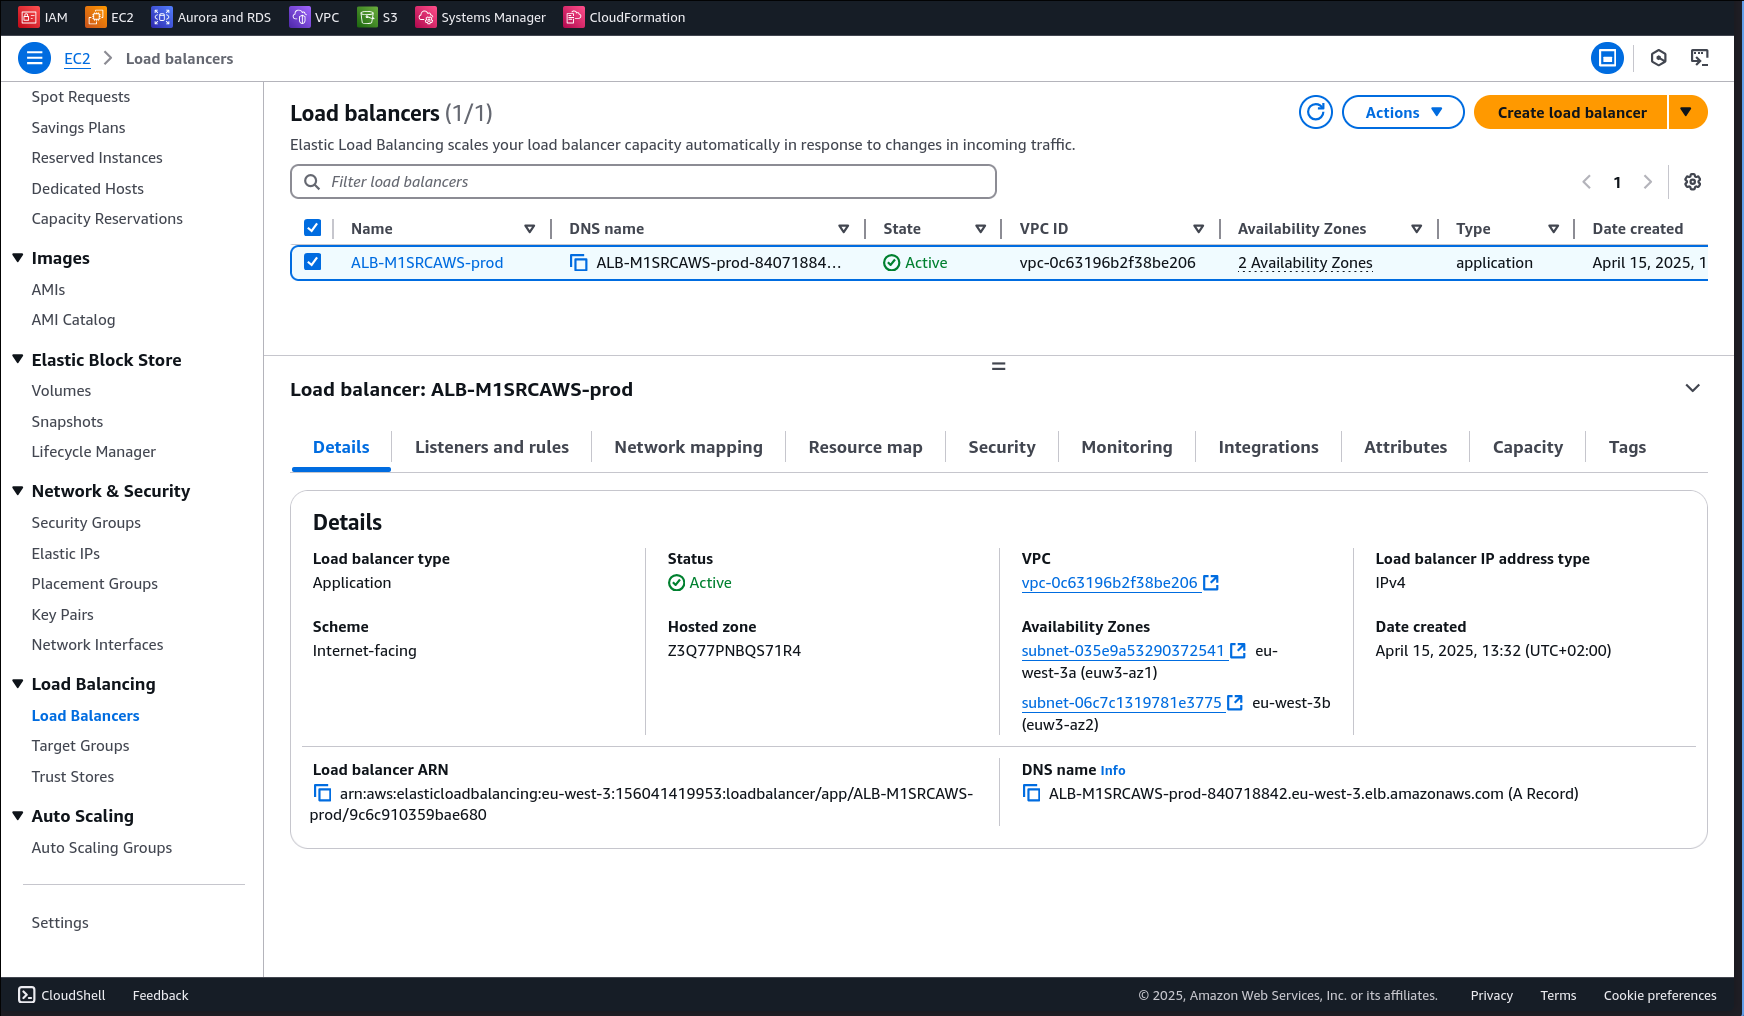 IAM EC2 Aurora and RDS VPC S3 Systems Manager CloudFormation
EC2 Load balancers
Spot Requests
Savings Plans
Reserved Instances
Dedicated Hosts
Capacity Reservations
Images
AMIs
AMI Catalog
Elastic Block Store
Volumes
Snapshots
Lifecycle Manager
Network & Security
Security Groups
Elastic IPs
Placement Groups
Key Pairs
Network Interfaces
Load Balancing
Load Balancers
Target Groups
Trust Stores
Auto Scaling
Auto Scaling Groups
Settings
Load balancers (1/1)
Actions
Create load balancer
Elastic Load Balancing scales your load balancer capacity automatically in response to changes in incoming traffic.
Filter load balancers
1
Name DNS name State VPC ID Availability Zones Type Date created
ALB-M1SRCAWS-prod ALB-M1SRCAWS-prod-84071884... Active vpc-0c63196b2f38be206 2 Availability Zones application April 15, 2025, 1
Load balancer: ALB-M1SRCAWS-prod
Details Listeners and rules Network mapping Resource map Security Monitoring Integrations Attributes Capacity Tags
Details
Load balancer type
Application
Scheme
Internet-facing
Status
Active
Hosted zone
Z3Q77PNBQS71R4
VPC
vpc-0c63196b2f38be206
Availability Zones
subnet-035e9a53290372541 eu-
west-3a (euw3-az1)
subnet-06c7c1319781e3775 eu-west-3b
(euw3-az2)
Load balancer IP address type
IPv4
Date created
April 15, 2025, 13:32 (UTC+02:00)
Load balancer ARN
arn:aws:elasticloadbalancing:eu-west-3:156041419953:loadbalancer/app/ALB-M1SRCAWS-
prod/9c6c910359bae680
DNS name Info
ALB-M1SRCAWS-prod-840718842.eu-west-3.elb.amazonaws.com (A Record)
CloudShell Feedback © 2025, Amazon Web Services, Inc. or its affiliates. Privacy Terms Cookie preferences